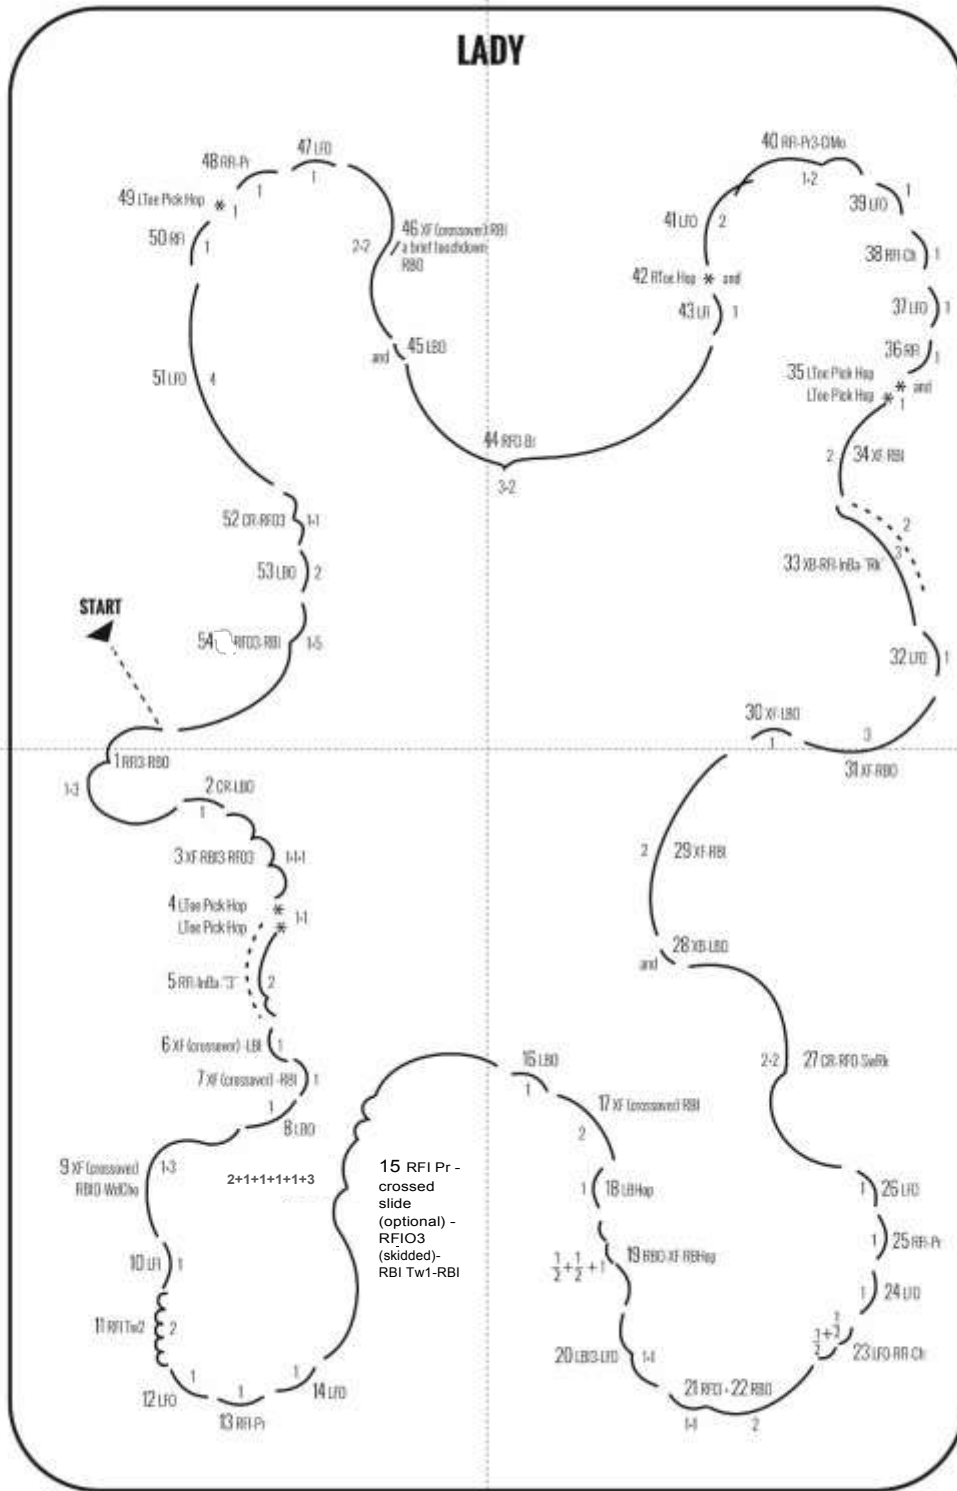 LADY
47 LFO
1
48 RFI-Pr
1
49 LToe Pick Hop
*
1
50 RFI
1
46 XF (crossover) RBI
a brief touchdown
RBO
2+2
and
45 LBO
51 LFO
4
44 RFO-Br
3+2
40 RFI-Pr3-ClMo
1+2
39 LFO
1
41 LFO
2
38 RFI-Ch
1
42 RToe Hop * and
43 LFI
1
37 LFO
1
36 RFI
1
35 LToe Pick Hop
LToe Pick Hop
* and
*
1
34 XF-RBI
2
2
3
33 XB-RFI-InBa-"Rk"
32 LFO
1
52 CR-RFO3
1+1
53 LBO
2
START
54
RFO3-RBI
1+5
30 XF-LBO
1
3
31 XF-RBO
1 RFI3-RBO
1+3
2 CR-LBO
1
3 XF-RBI3-RFO3
1+1+1
4 LToe Pick Hop
LToe Pick Hop
*
*
1+1
5 RFI-InBa-"3"
2
6 XF (crossover) -LBI
1
7 XF (crossover) -RBI
1
1
8 LBO
9 XF (crossover)
RBIO-WdCho
1+3
2+1+1+1+1+3
10 LFI
1
11 RFI Tw2
2
12 LFO
1
1
13 RFI-Pr
1
14 LFO
15 RFI Pr -
crossed
slide
(optional) -
RFIO3
(skidded)-
RBI Tw1-RBI
16 LBO
1
17 XF (crossover) RBI
2
18 LBIHop
1
19 RBIO-XF RBHop
1/2 + 1/2 + 1
20 LBI3-LFO
1+1
21 RFO + 22 RBO
1+1
2
29 XF-RBI
2
28 XB-LBO
and
27 CR-RFO-SwRk
2+2
26 LFO
1
25 RFI-Pr
1
24 LFO
1
1/2 + 1/2
23 LFO-RFI-Ch